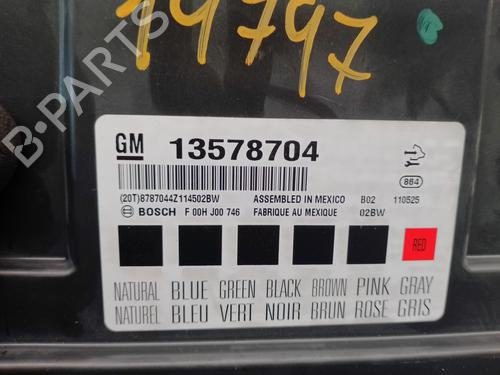 19797
B-PARTS
GM 13578704
884
(20T)8787044Z114502BW ASSEMBLED IN MEXICO B02 110525
BOSCH F 00H J00 746 FABRIQUE AU MEXIQUE 02BW
RED
NATURAL BLUE GREEN BLACK BROWN PINK GRAY
NATUREL BLEU VERT NOIR BRUN ROSE GRIS